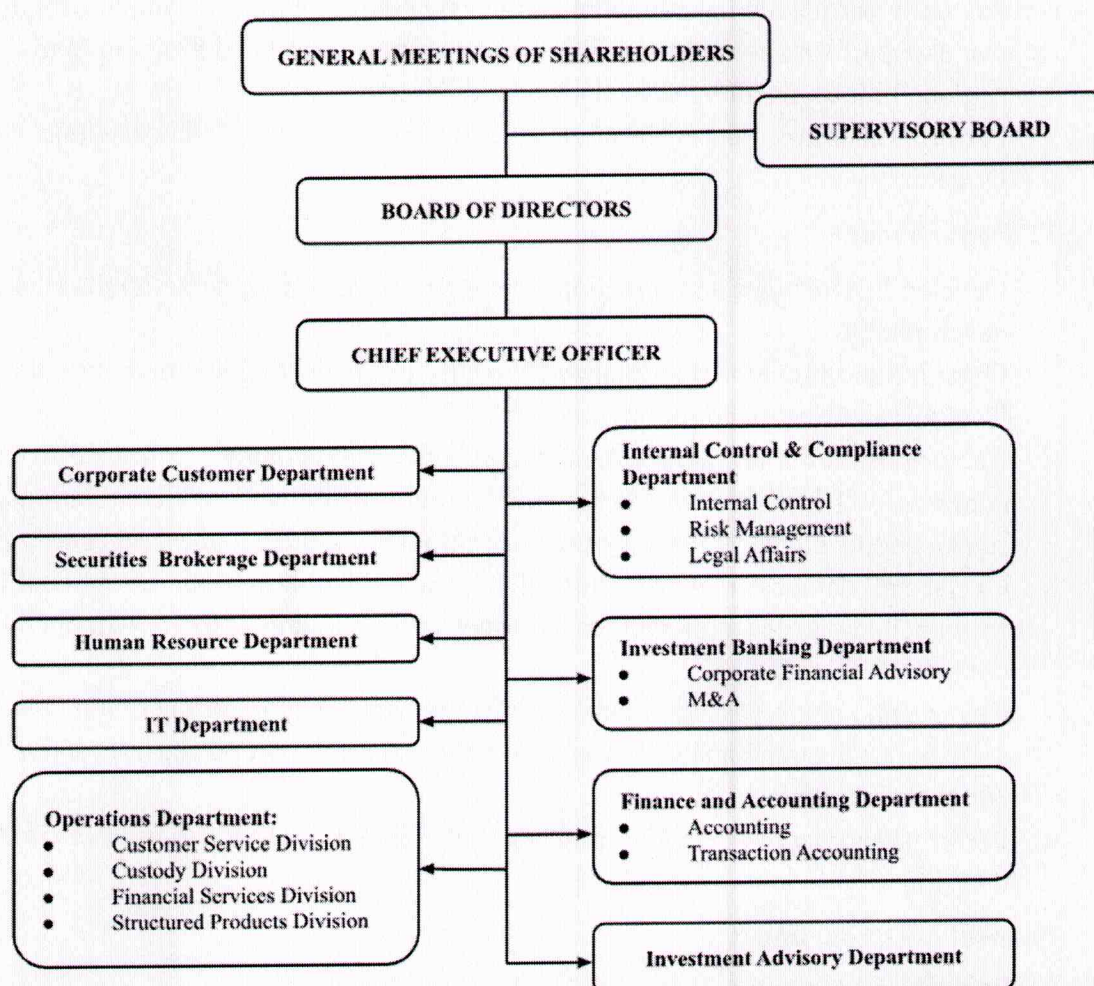 GENERAL MEETINGS OF SHAREHOLDERS
SUPERVISORY BOARD
BOARD OF DIRECTORS
CHIEF EXECUTIVE OFFICER
Corporate Customer Department
Securities Brokerage Department
Human Resource Department
IT Department
Operations Department:
● Customer Service Division
● Custody Division
● Financial Services Division
● Structured Products Division
Internal Control & Compliance
Department
● Internal Control
● Risk Management
● Legal Affairs
Investment Banking Department
● Corporate Financial Advisory
● M&A
Finance and Accounting Department
● Accounting
● Transaction Accounting
Investment Advisory Department